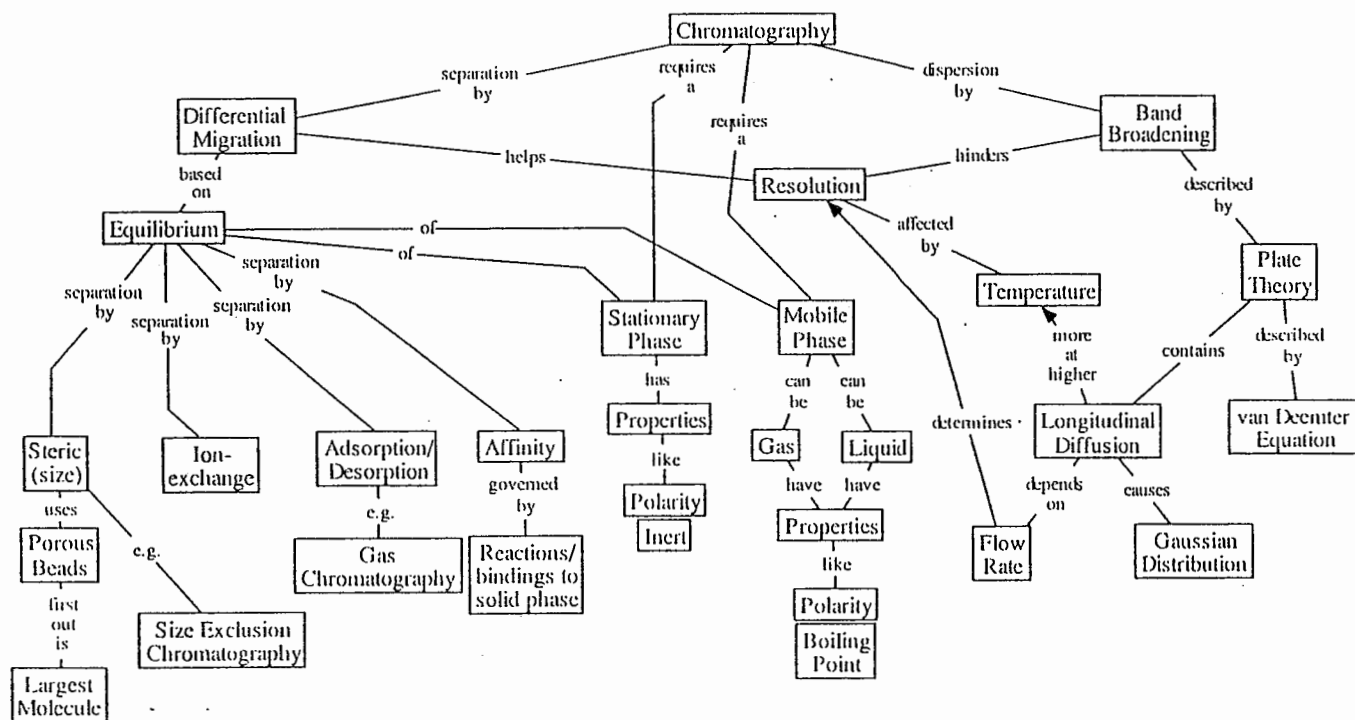 Chromatography
separation
by
requires
a
requires
a
dispersion
by
Differential
Migration
Band
Broadening
helps
hinders
Resolution
based
on
described
by
Equilibrium
of
of
affected
by
separation
by
separation
by
separation
by
separation
by
Plate
Theory
Temperature
Stationary
Phase
Mobile
Phase
more
at
higher
contains
described
by
has
can
be
can
be
Properties
determines
Longitudinal
Diffusion
van Deemter
Equation
Steric
(size)
Ion-
exchange
Adsorption/
Desorption
Affinity
Gas
Liquid
like
governed
by
have
have
depends
on
causes
uses
e.g.
Polarity
Inert
Properties
Porous
Beads
e.g.
Gas
Chromatography
Reactions/
bindings to
solid phase
Flow
Rate
Gaussian
Distribution
like
first
out
is
Size Exclusion
Chromatography
Polarity
Boiling
Point
Largest
Molecule